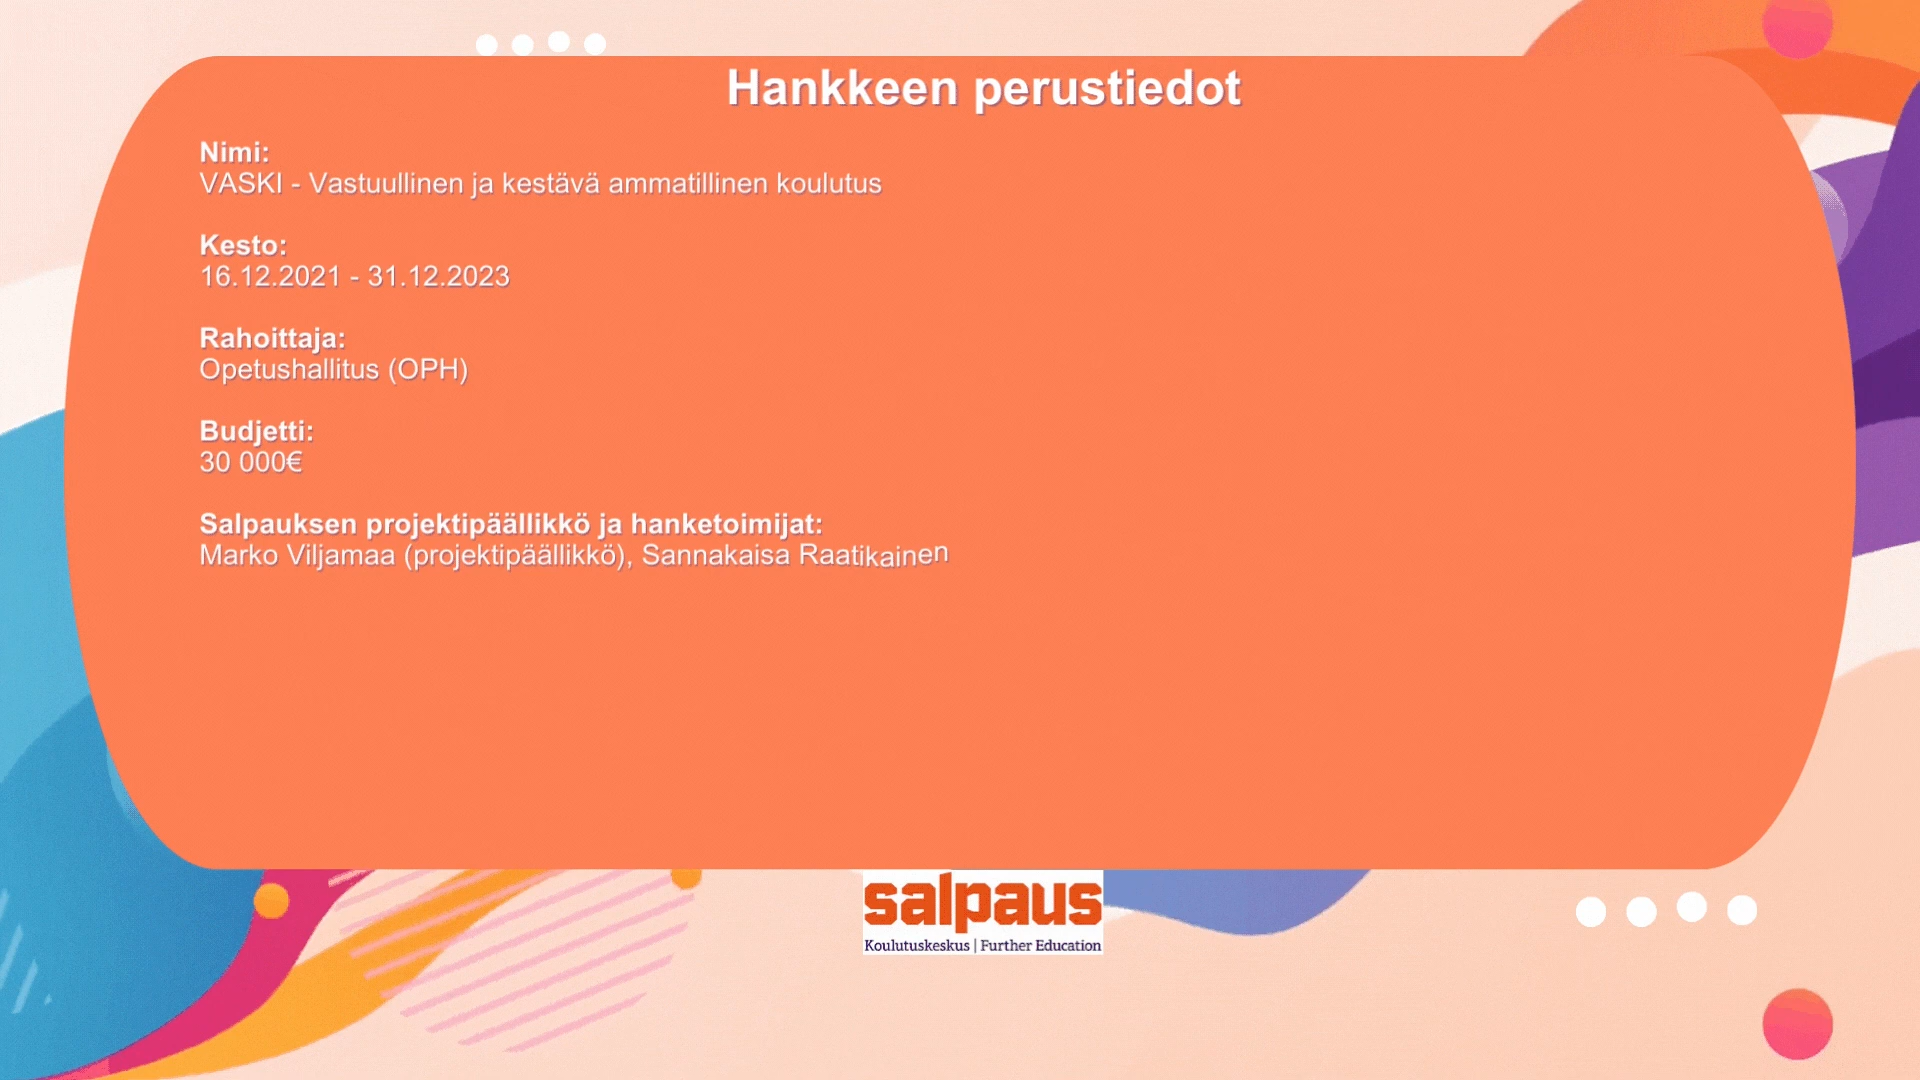 Hankkeen perustiedot
Nimi:
VASKI - Vastuullinen ja kestävä ammatillinen koulutus
Kesto:
16.12.2021 - 31.12.2023
Rahoittaja:
Opetushallitus (OPH)
Budjetti:
30 000€
Salpauksen projektipäällikkö ja hanketoimijat:
Marko Viljamaa (projektipäällikkö), Sannakaisa Raatikainen
salpaus
Koulutuskeskus | Further Education